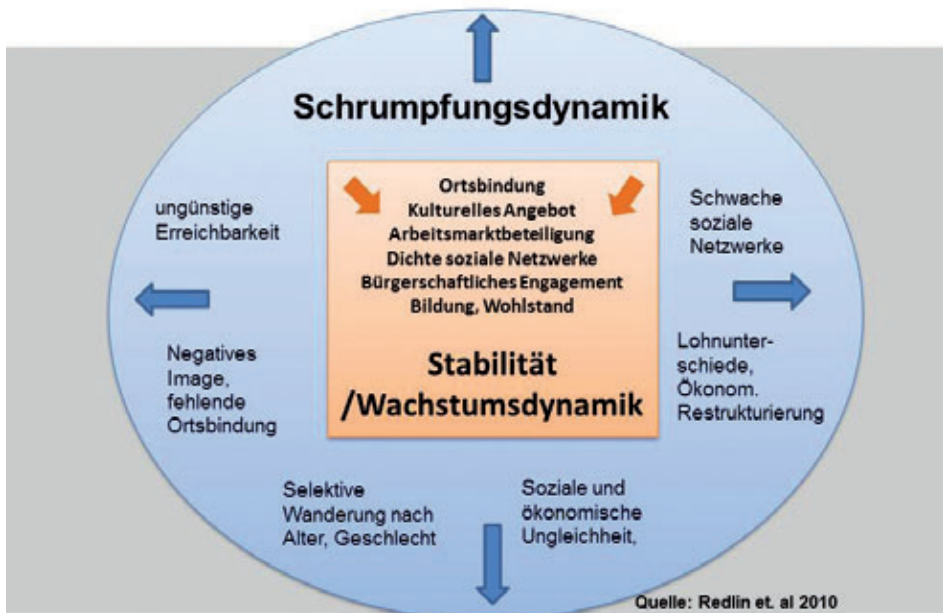 Schrumpfungsdynamik
ungünstige
Erreichbarkeit
Ortsbindung
Kulturelles Angebot
Arbeitsmarktbeteiligung
Dichte soziale Netzwerke
Bürgerschaftliches Engagement
Bildung, Wohlstand
Stabilität
/Wachstumsdynamik
Schwache
soziale
Netzwerke
Negatives
Image,
fehlende
Ortsbindung
Lohnunter-
schiede,
Ökonom.
Restrukturierung
Selektive
Wanderung nach
Alter, Geschlecht
Soziale und
ökonomische
Ungleichheit,
Quelle: Redlin et. al 2010